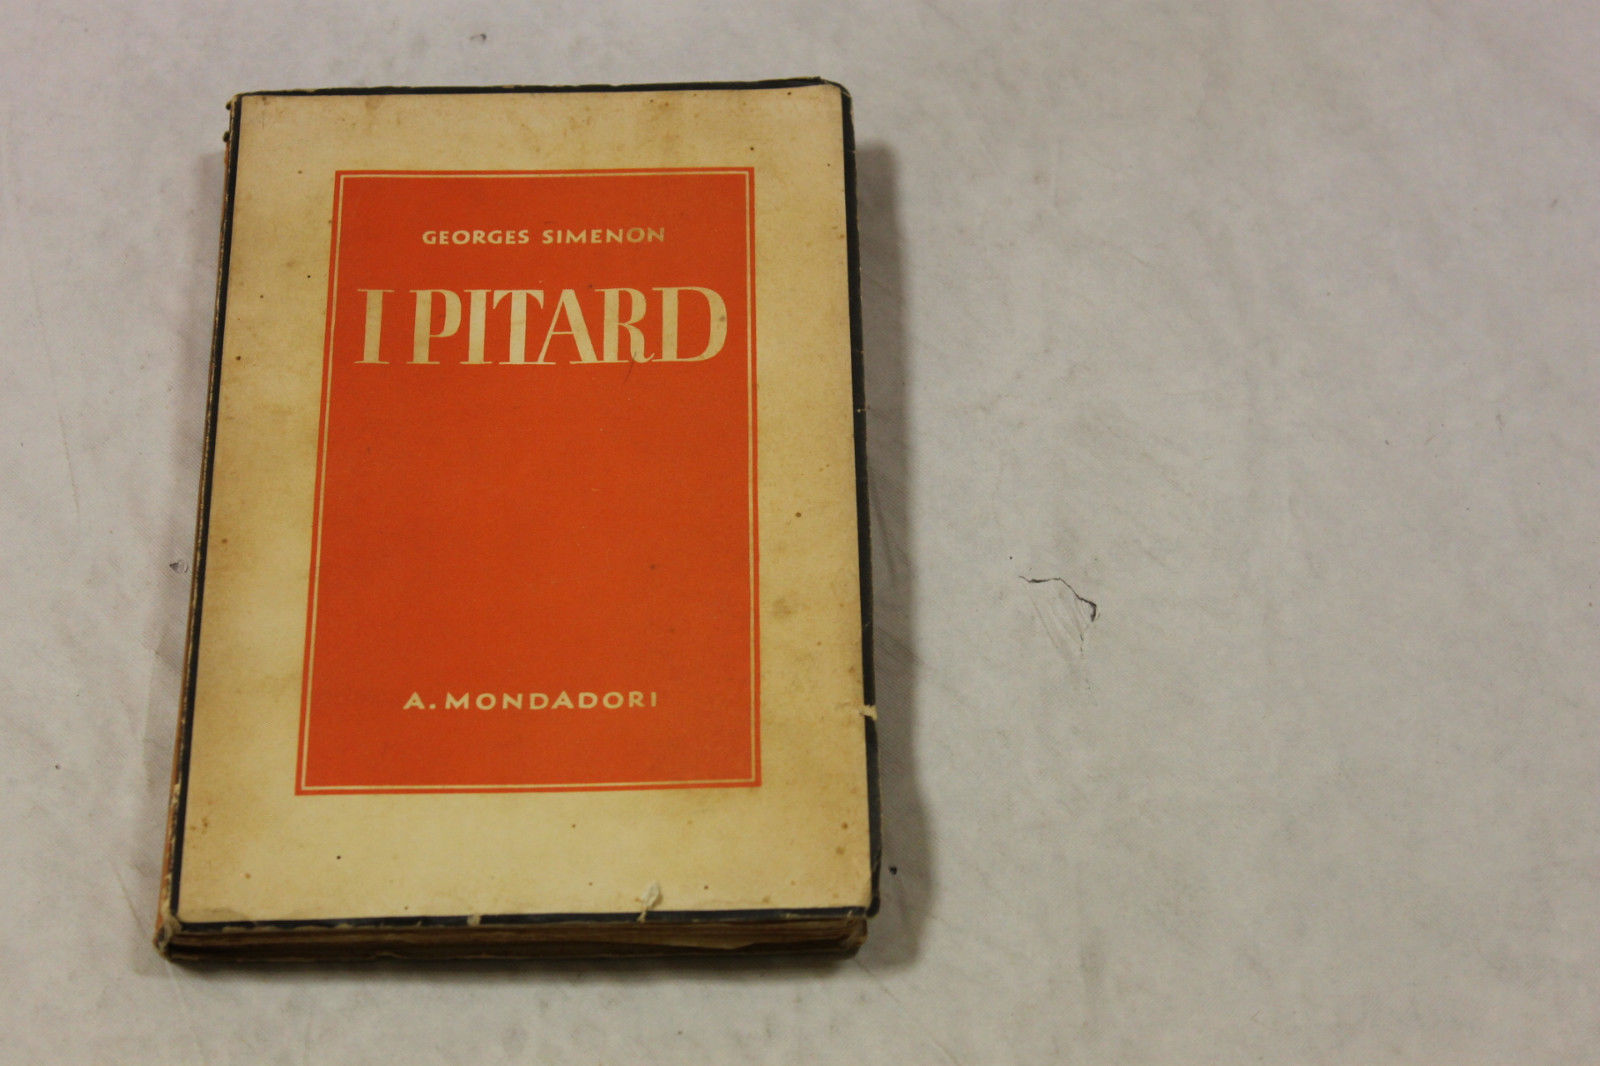 GEORGES SIMENON
I PITARD
A. MONDADORI